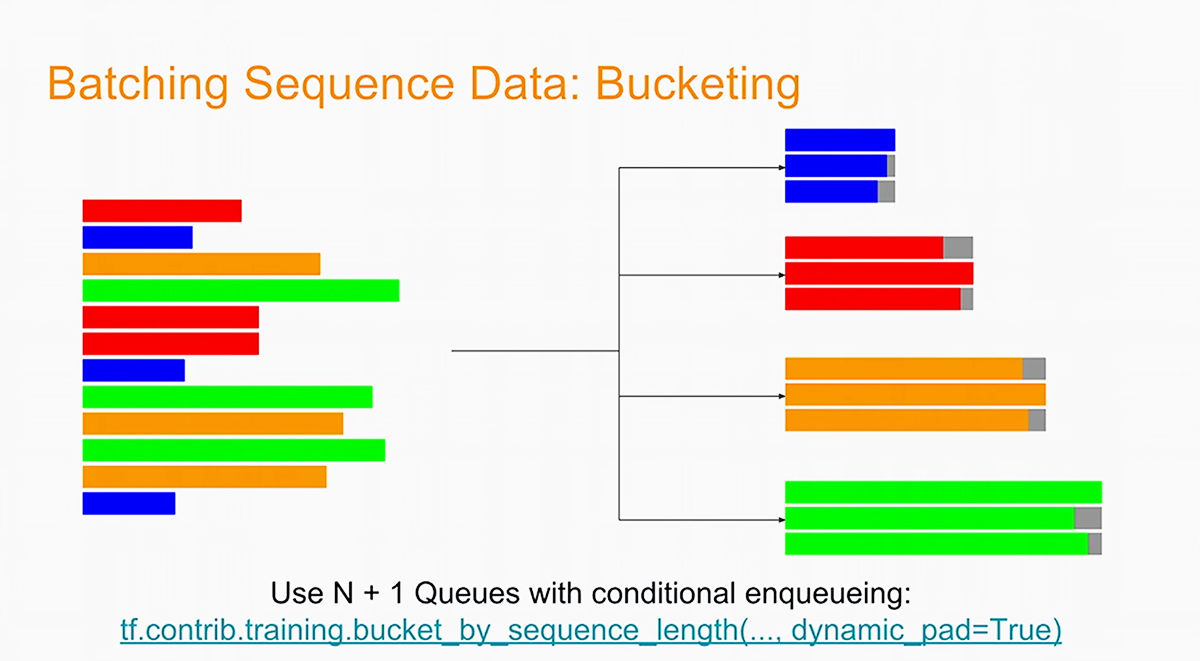 Batching Sequence Data: Bucketing
Use N + 1 Queues with conditional enqueueing:
tf.contrib.training.bucket_by_sequence_length(..., dynamic_pad=True)